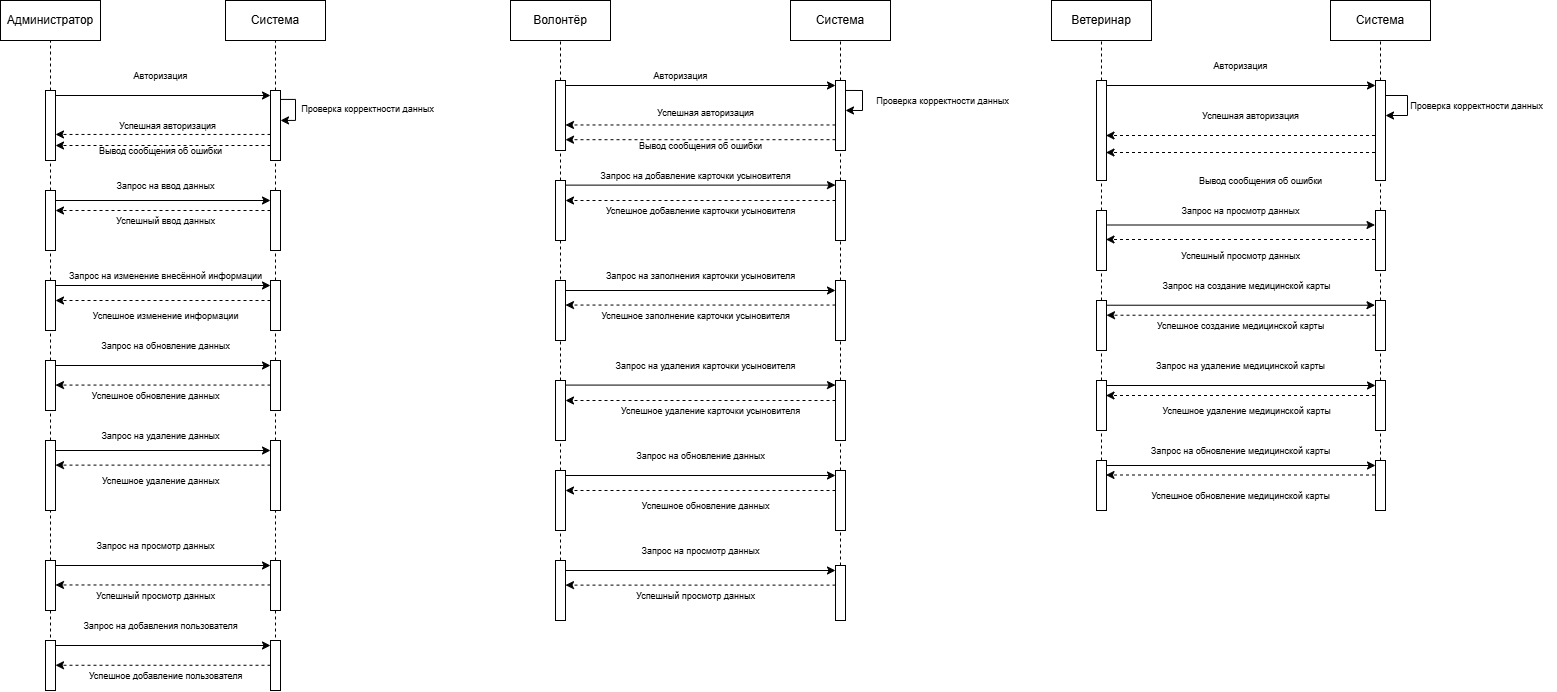 Администратор
Система
Авторизация
Проверка корректности данных
Успешная авторизация
Вывод сообщения об ошибки
Запрос на ввод данных
Успешный ввод данных
Запрос на изменение внесённой информации
Успешное изменение информации
Запрос на обновление данных
Успешное обновление данных
Запрос на удаление данных
Успешное удаление данных
Запрос на просмотр данных
Успешный просмотр данных
Запрос на добавления пользователя
Успешное добавление пользователя
Волонтёр
Система
Авторизация
Проверка корректности данных
Успешная авторизация
Вывод сообщения об ошибки
Запрос на добавление карточки усыновителя
Успешное добавление карточки усыновителя
Запрос на заполнения карточки усыновителя
Успешное заполнение карточки усыновителя
Запрос на удаления карточки усыновителя
Успешное удаление карточки усыновителя
Запрос на обновление данных
Успешное обновление данных
Запрос на просмотр данных
Успешный просмотр данных
Ветеринар
Система
Авторизация
Проверка корректности данных
Успешная авторизация
Вывод сообщения об ошибки
Запрос на просмотр данных
Успешный просмотр данных
Запрос на создание медицинской карты
Успешное создание медицинской карты
Запрос на удаление медицинской карты
Успешное удаление медицинской карты
Запрос на обновление медицинской карты
Успешное обновление медицинской карты